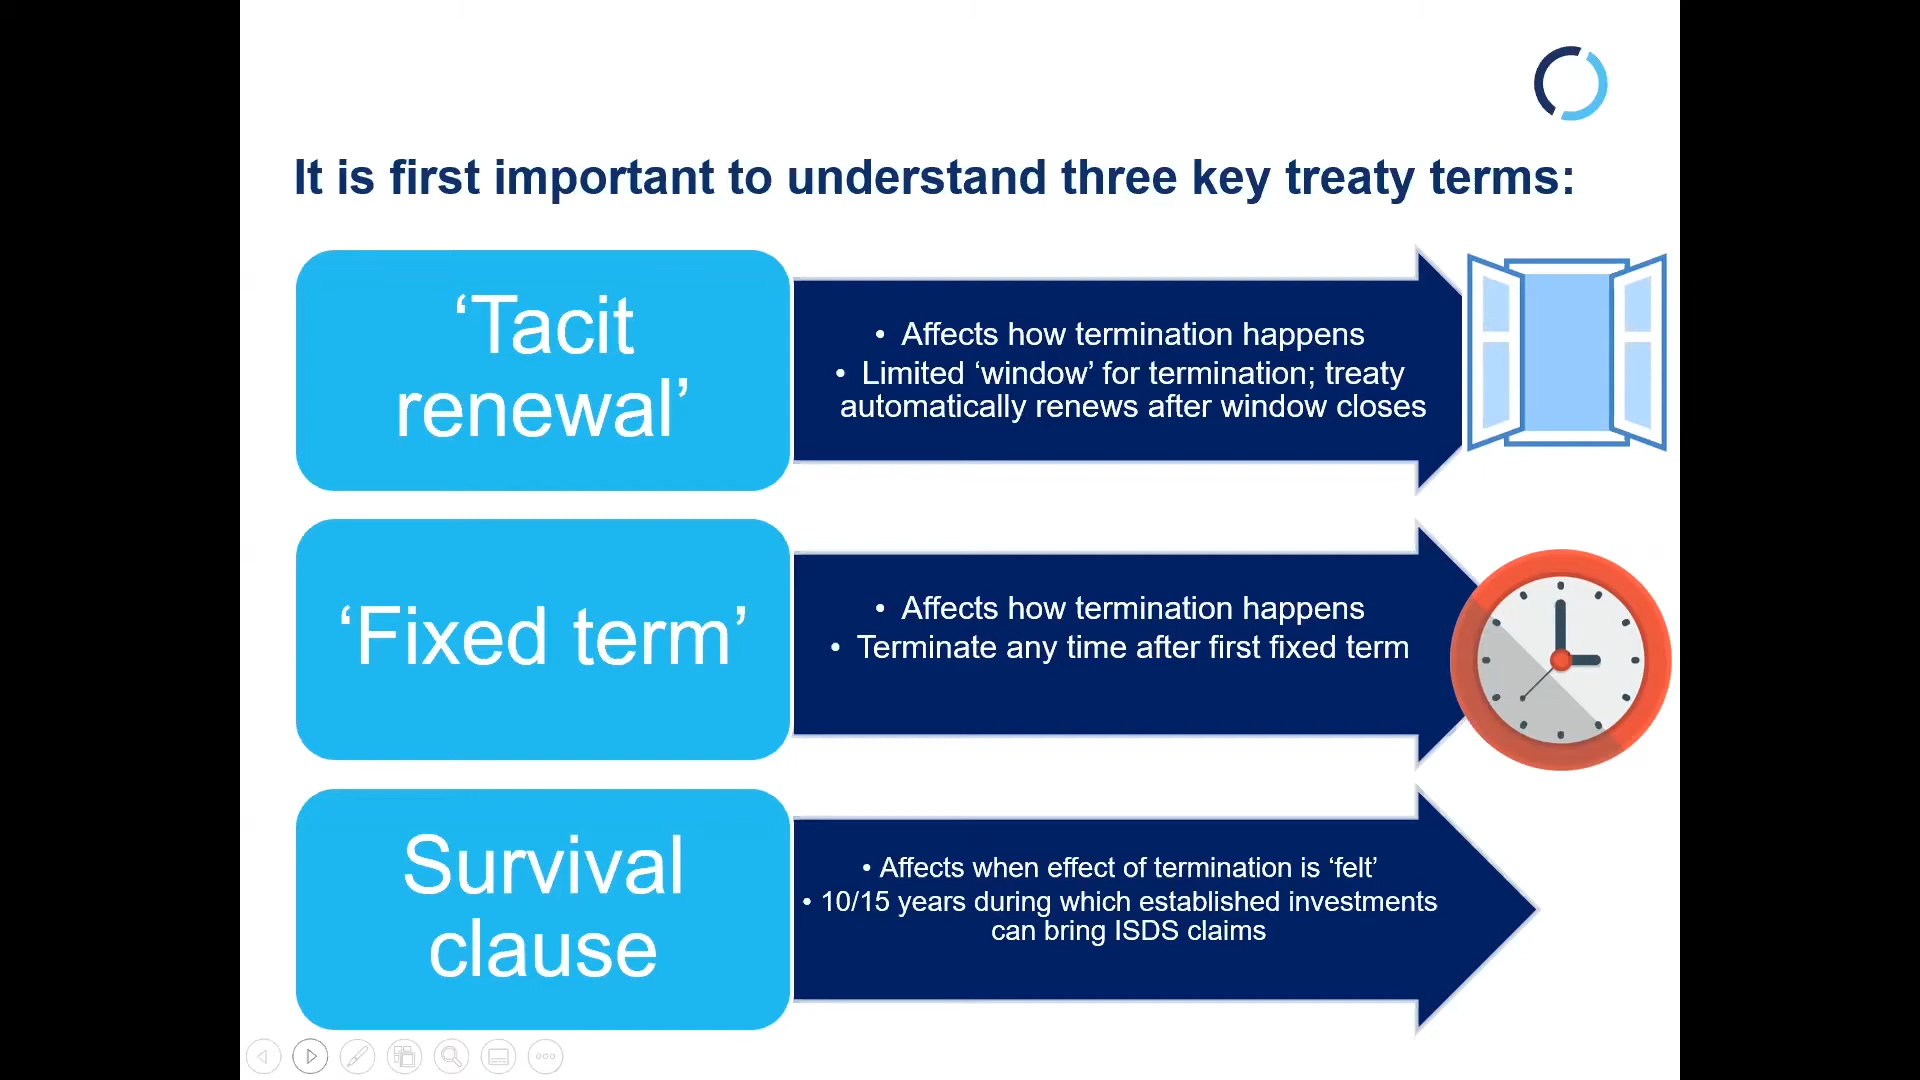 It is first important to understand three key treaty terms:
‘Tacit
renewal’
• Affects how termination happens
• Limited ‘window’ for termination; treaty
automatically renews after window closes
‘Fixed term’
• Affects how termination happens
• Terminate any time after first fixed term
Survival
clause
• Affects when effect of termination is ‘felt’
• 10/15 years during which established investments
can bring ISDS claims